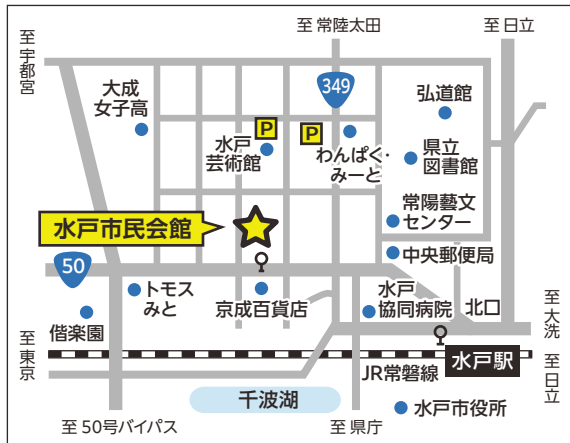 至 常陸太田
至 日立
至宇都宮
大成
女子高
349
弘道館
P
P
水戸
芸術館
わんぱく・
みーと
県立
図書館
常陽藝文
センター
水戸市民会館
中央郵便局
50
トモス
みと
京成百貨店
水戸
協同病院
北口
至大洗
偕楽園
至東京
水戸駅
JR常磐線
至日立
千波湖
水戸市役所
至 50号バイパス
至 県庁